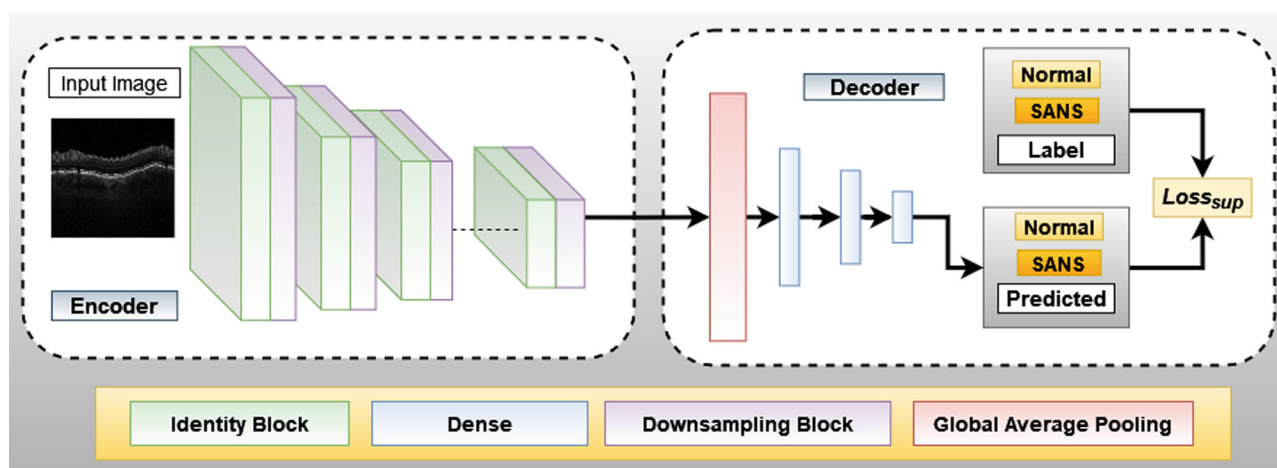 Input Image
Encoder
Decoder
Normal
SANS
Label
Loss_sup
Normal
SANS
Predicted
Identity Block
Dense
Downsampling Block
Global Average Pooling